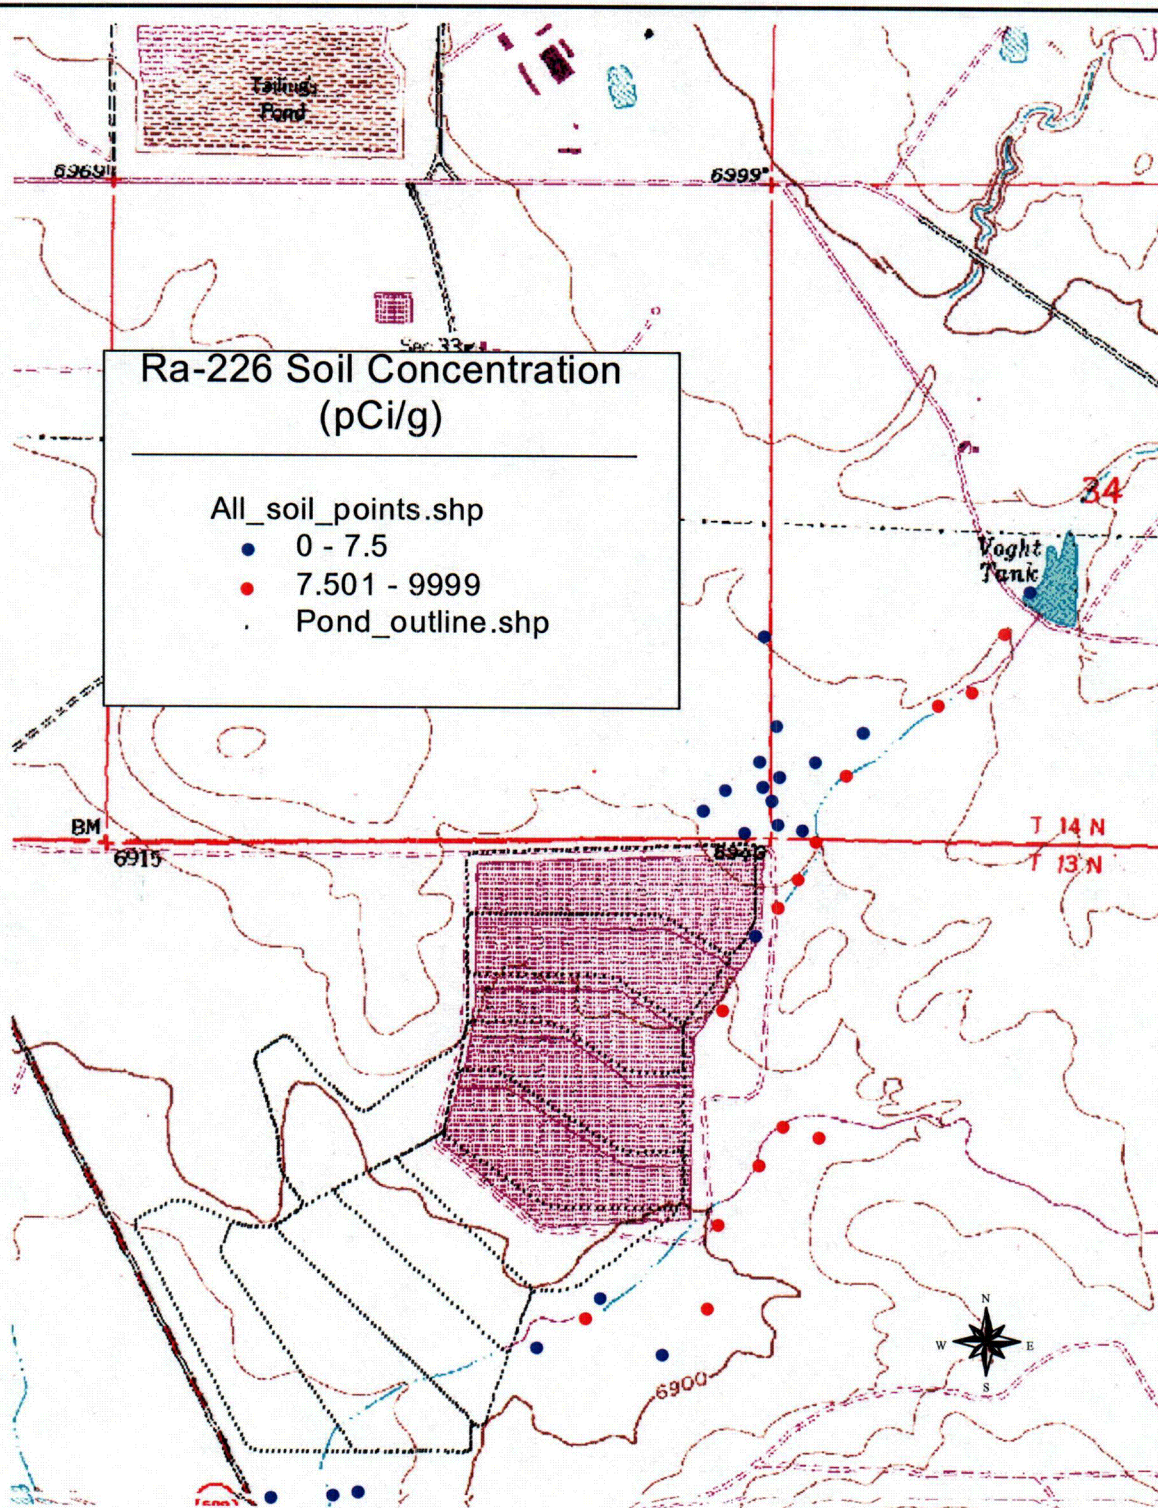 Tailings
Pond
6969
6999
Sec 33
Ra-226 Soil Concentration
(pCi/g)
All_soil_points.shp
0 - 7.5
7.501 - 9999
Pond_outline.shp
34
Voght
Tank
BM
6915
T 14 N
T 13 N
N
W
E
S
6900